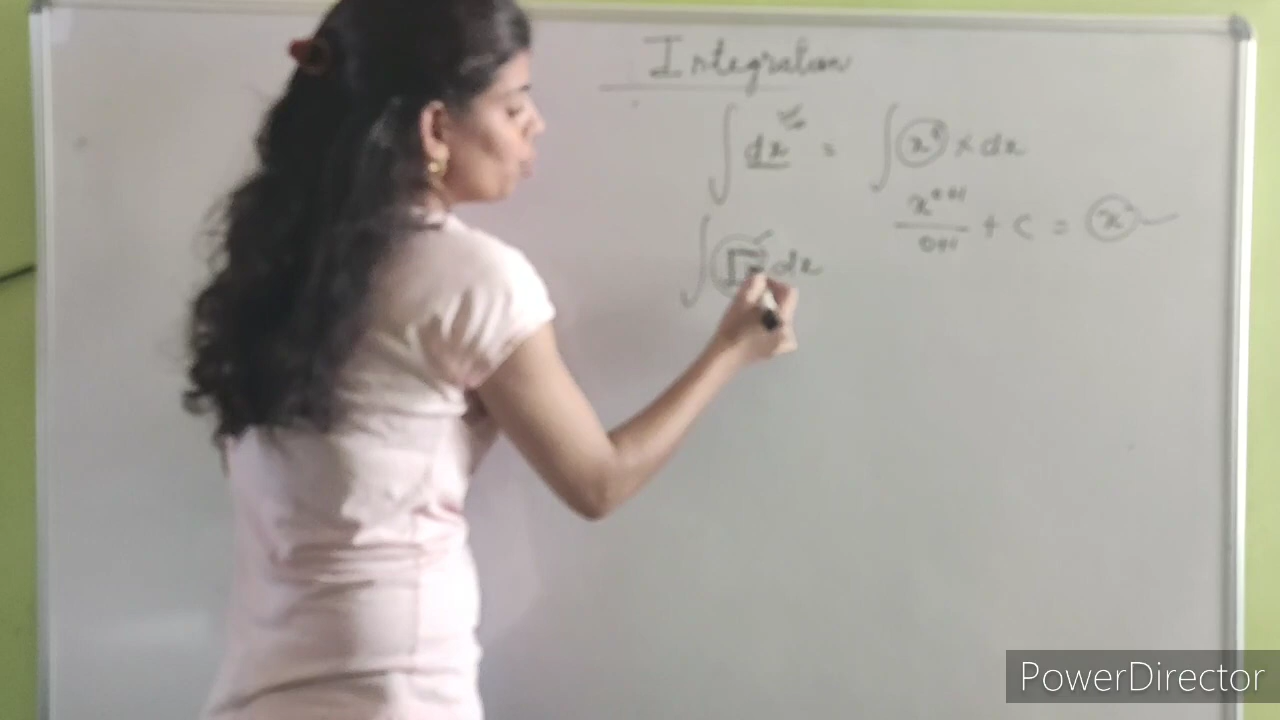 Integration
∫ dx = ∫ x⁰ × dx
x⁰⁺¹/0+1 + c = x
∫ √x dx
PowerDirector